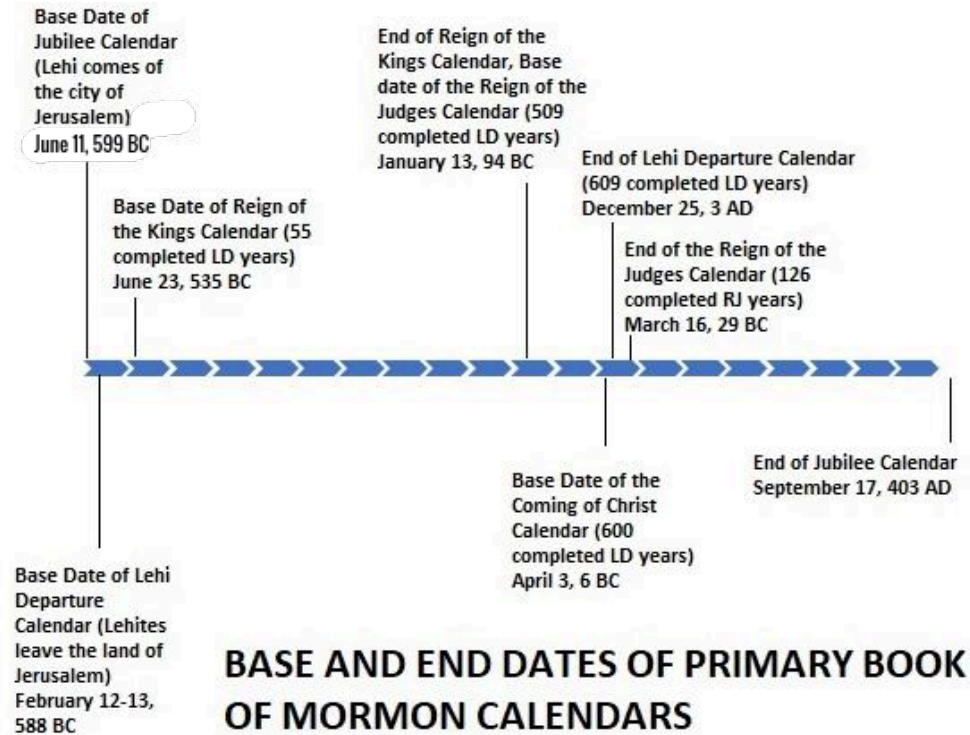 Base Date of
Jubilee Calendar
(Lehi comes of
the city of
Jerusalem)
June 11, 599 BC
Base Date of Reign of
the Kings Calendar (55
completed LD years)
June 23, 535 BC
End of Reign of the
Kings Calendar, Base
date of the Reign of the
Judges Calendar (509
completed LD years)
January 13, 94 BC
End of Lehi Departure Calendar
(609 completed LD years)
December 25, 3 AD
End of the Reign of the
Judges Calendar (126
completed RJ years)
March 16, 29 BC
Base Date of Lehi
Departure
Calendar (Lehites
leave the land of
Jerusalem)
February 12-13,
588 BC
Base Date of the
Coming of Christ
Calendar (600
completed LD years)
April 3, 6 BC
End of Jubilee Calendar
September 17, 403 AD
BASE AND END DATES OF PRIMARY BOOK
OF MORMON CALENDARS